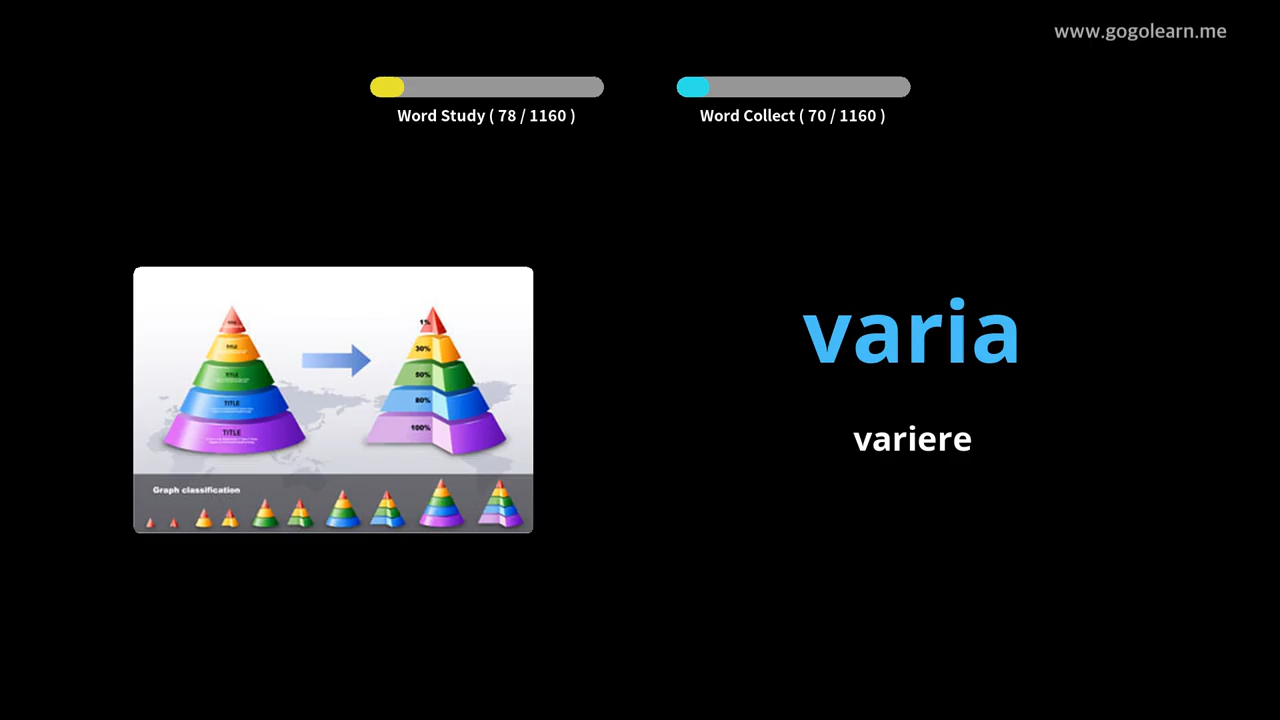 www.gogolearn.me
Word Study ( 78 / 1160 )
Word Collect ( 70 / 1160 )
varia
variere
TITLE
TITLE
TITLE
TITLE
1%
30%
50%
80%
100%
Graph classification